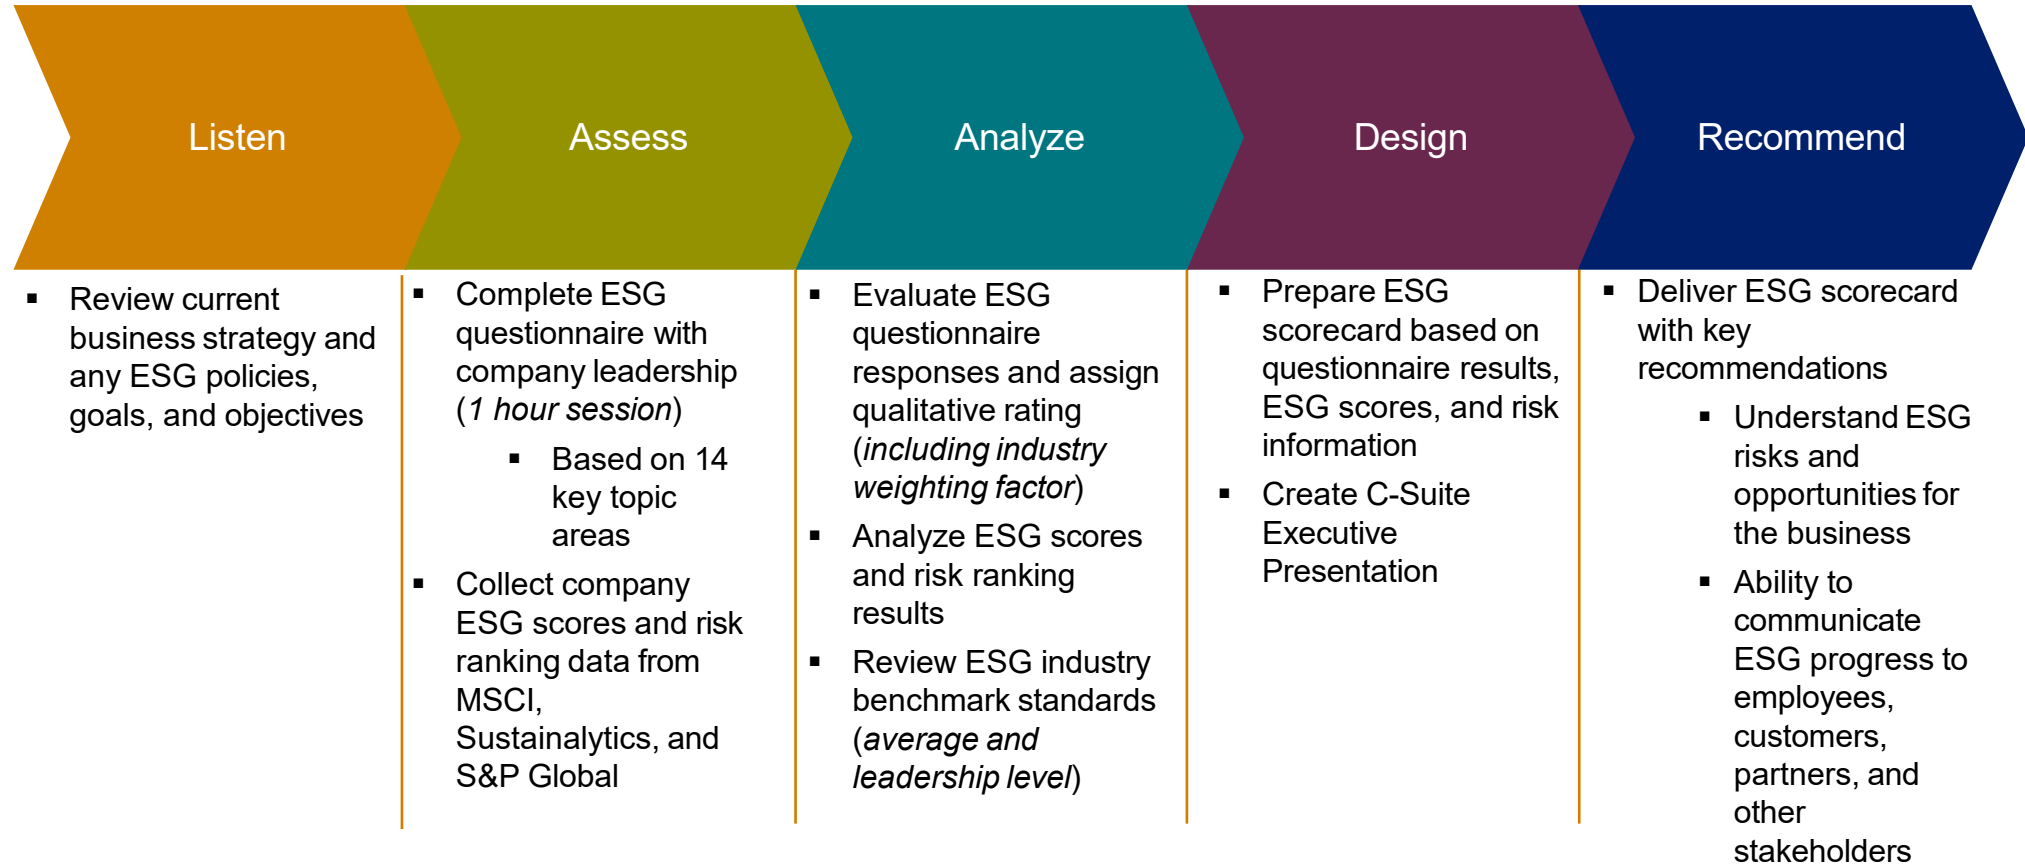 Listen
Assess
Analyze
Design
Recommend
▪ Review current
business strategy and
any ESG policies,
goals, and objectives
▪ Complete ESG
questionnaire with
company leadership
(1 hour session)
▪ Based on 14
key topic
areas
▪ Collect company
ESG scores and risk
ranking data from
MSCI,
Sustainalytics, and
S&P Global
▪ Evaluate ESG
questionnaire
responses and assign
qualitative rating
(including industry
weighting factor)
▪ Analyze ESG scores
and risk ranking
results
▪ Review ESG industry
benchmark standards
(average and
leadership level)
▪ Prepare ESG
scorecard based on
questionnaire results,
ESG scores, and risk
information
▪ Create C-Suite
Executive
Presentation
▪ Deliver ESG scorecard
with key
recommendations
▪ Understand ESG
risks and
opportunities for
the business
▪ Ability to
communicate
ESG progress to
employees,
customers,
partners, and
other
stakeholders